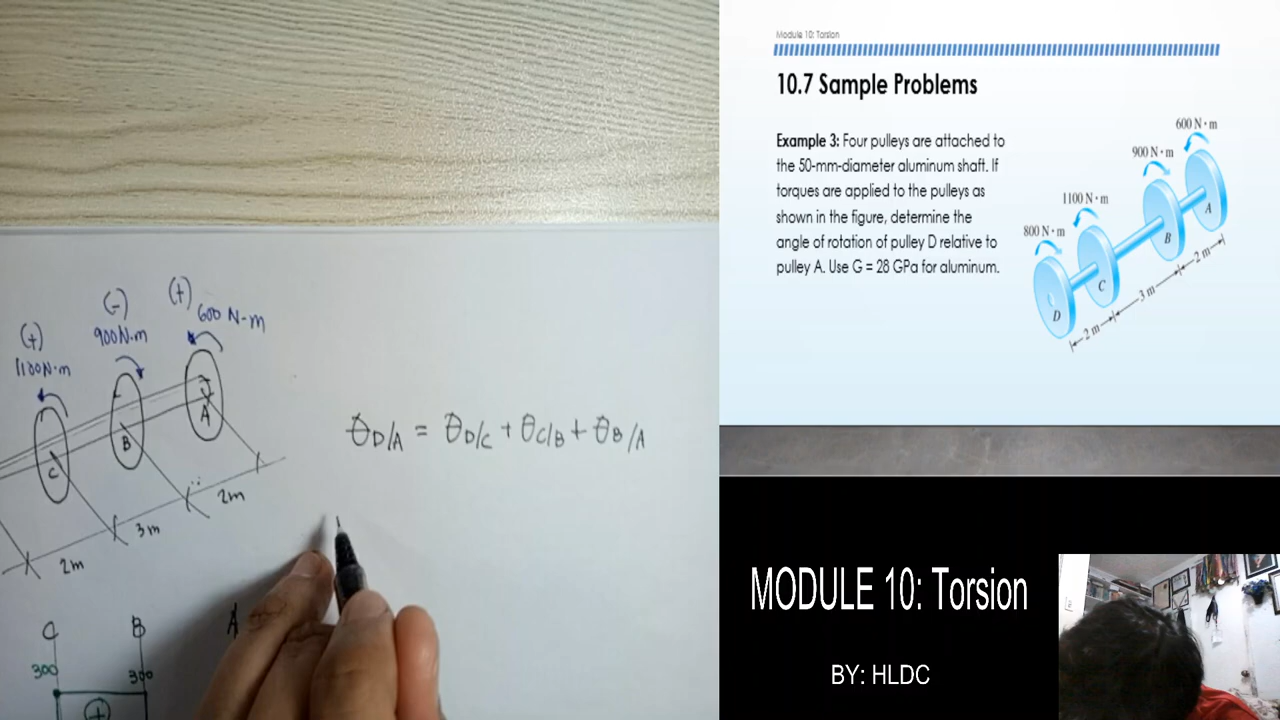 (+)
1100N·m
(-)
900N·m
(+)
600 N-m
C
B
A
2m
3m
2m
θD/A = θD/C + θC/B + θB/A
C
B
A
300
300
+
Module 10: Torsion
10.7 Sample Problems
Example 3: Four pulleys are attached to
the 50-mm-diameter aluminum shaft. If
torques are applied to the pulleys as
shown in the figure, determine the
angle of rotation of pulley D relative to
pulley A. Use G = 28 GPa for aluminum.
600 N·m
900 N·m
1100 N·m
800 N·m
A
B
C
D
2 m
3 m
2 m
MODULE 10: Torsion
BY: HLDC